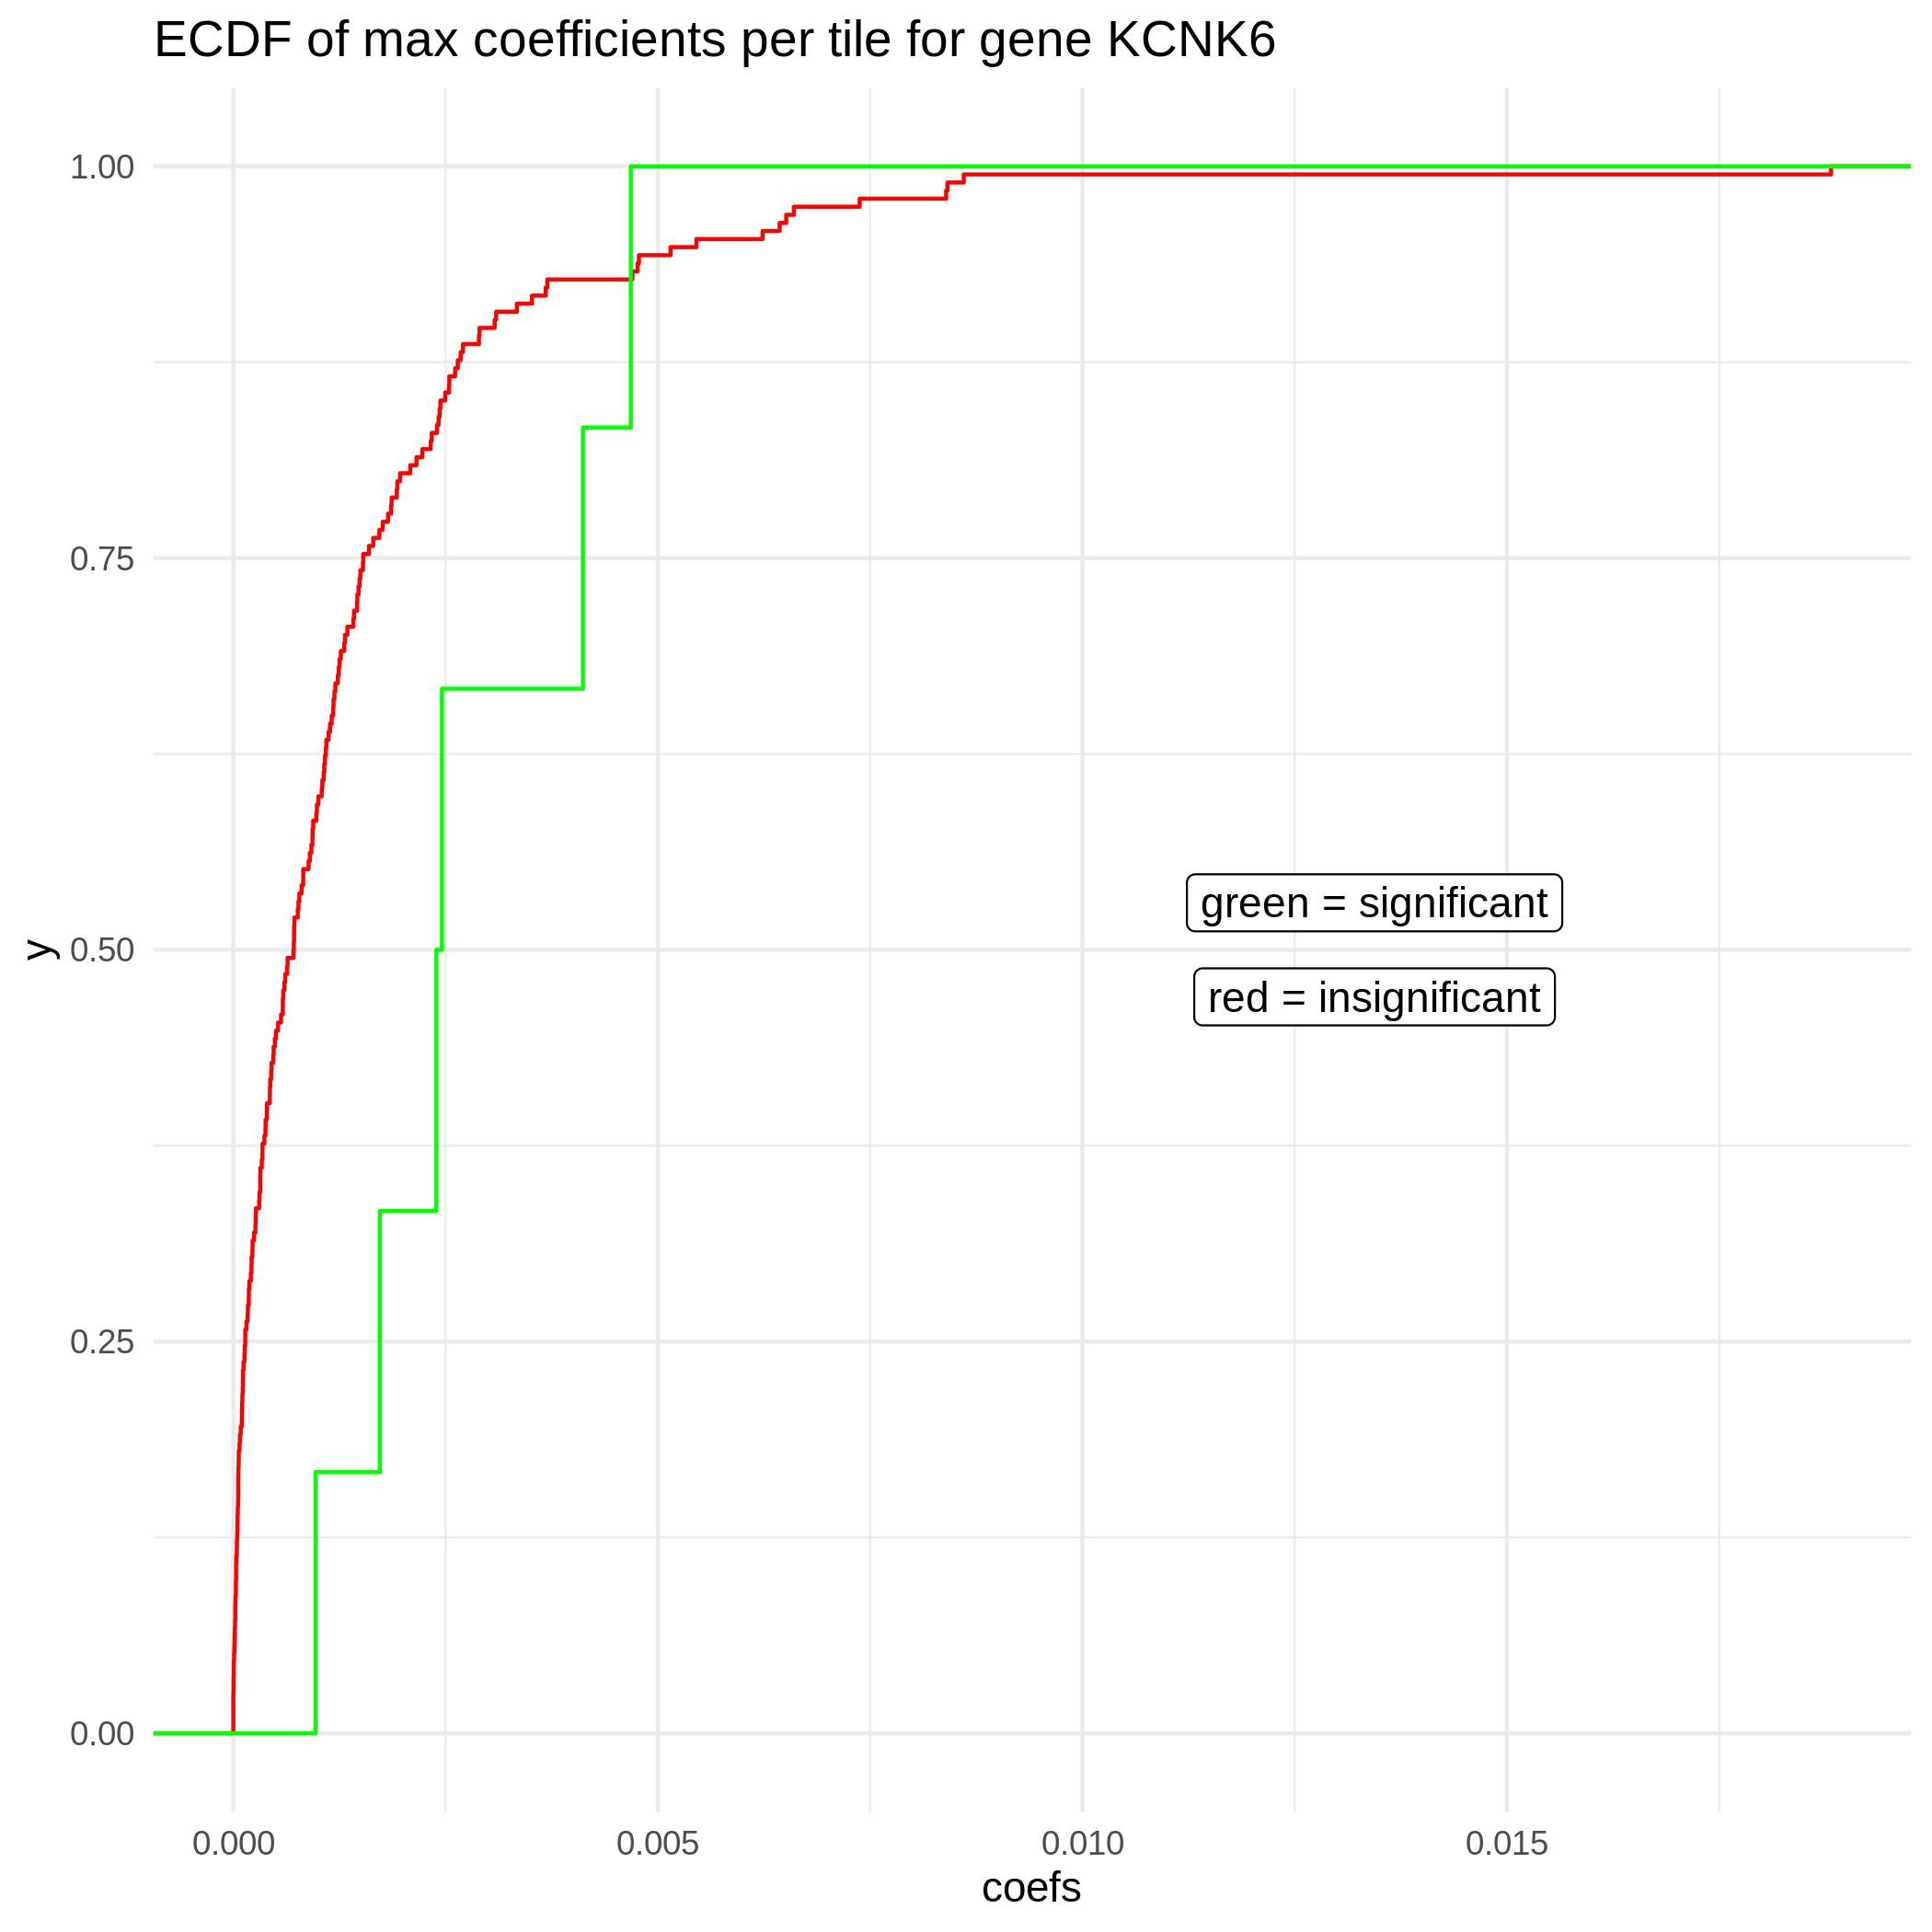 ECDF of max coefficients per tile for gene KCNK6
1.00
0.75
0.50
0.25
0.00
y
green = significant
red = insignificant
0.000 0.005 0.010 0.015
coefs